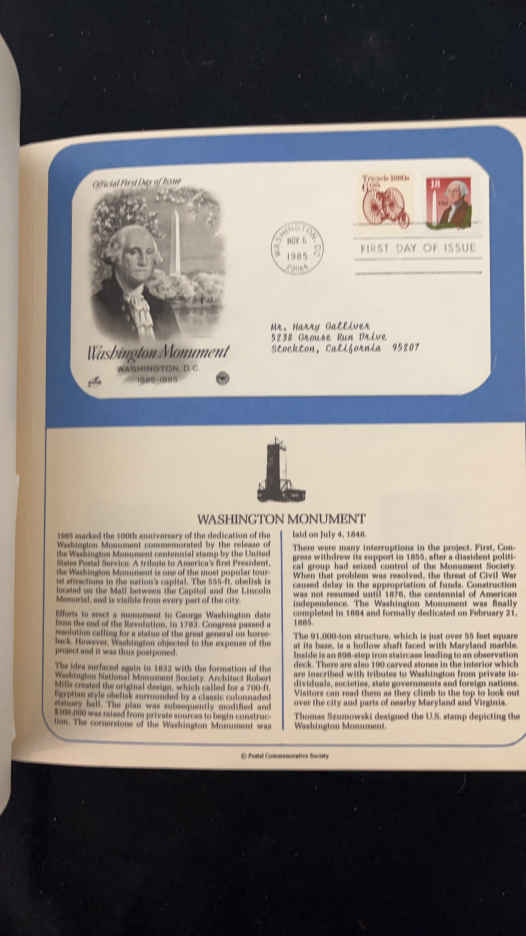 Official First Day of Issue
Tricycle 1880s
6c USA
18
WASHINGTON, DC
NOV 6
1985
20066
FIRST DAY OF ISSUE
Mr. Harry Galliver
5238 Grouse Run Drive
Stockton, California 95207
Washington Monument
WASHINGTON, D.C.
1885-1985
WASHINGTON MONUMENT
1985 marked the 100th anniversary of the dedication of the
Washington Monument commemorated by the release of
the Washington Monument centennial stamp by the United
States Postal Service. A tribute to America's first President,
the Washington Monument is one of the most popular tour-
ist attractions in the nation's capital. The 555-ft. obelisk is
located on the Mall between the Capitol and the Lincoln
Memorial, and is visible from every part of the city.
Efforts to erect a monument to George Washington date
from the end of the Revolution, in 1783. Congress passed a
resolution calling for a statue of the great general on horse-
back. However, Washington objected to the expense of the
project and it was thus postponed.
The idea surfaced again in 1832 with the formation of the
Washington National Monument Society. Architect Robert
Mills created the original design, which called for a 700-ft.
Egyptian style obelisk surrounded by a classic colonnaded
statuary hall. The plan was subsequently modified and
$100,000 was raised from private sources to begin construc-
tion. The cornerstone of the Washington Monument was
laid on July 4, 1848.
There were many interruptions in the project. First, Con-
gress withdrew its support in 1855, after a dissident politi-
cal group had seized control of the Monument Society.
When that problem was resolved, the threat of Civil War
caused delay in the appropriation of funds. Construction
was not resumed until 1876, the centennial of American
independence. The Washington Monument was finally
completed in 1884 and formally dedicated on February 21,
1885.
The 91,000-ton structure, which is just over 55 feet square
at its base, is a hollow shaft faced with Maryland marble.
Inside is an 898-step iron staircase leading to an observation
deck. There are also 190 carved stones in the interior which
are inscribed with tributes to Washington from private in-
dividuals, societies, state governments and foreign nations.
Visitors can read them as they climb to the top to look out
over the city and parts of nearby Maryland and Virginia.
Thomas Szumowski designed the U.S. stamp depicting the
Washington Monument.
© Postal Commemorative Society